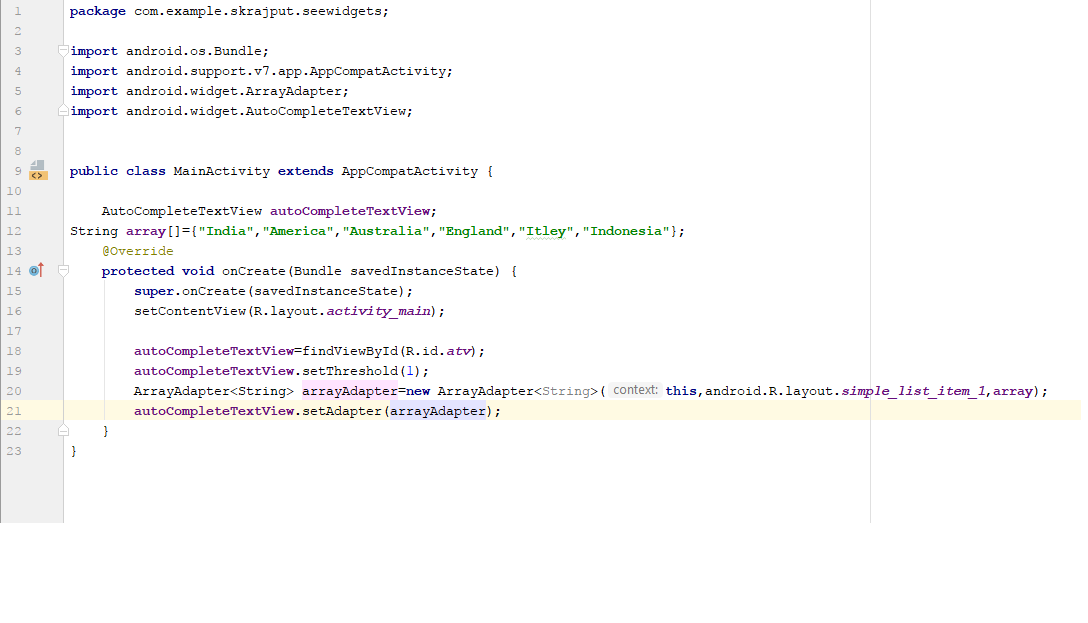 1 package com.example.skrajput.seewidgets;
2
3 import android.os.Bundle;
4 import android.support.v7.app.AppCompatActivity;
5 import android.widget.ArrayAdapter;
6 import android.widget.AutoCompleteTextView;
7
8
9 public class MainActivity extends AppCompatActivity {
10
11 AutoCompleteTextView autoCompleteTextView;
12 String array[]={"India","America","Australia","England","Itley","Indonesia"};
13 @Override
14 protected void onCreate(Bundle savedInstanceState) {
15 super.onCreate(savedInstanceState);
16 setContentView(R.layout.activity_main);
17
18 autoCompleteTextView=findViewById(R.id.atv);
19 autoCompleteTextView.setThreshold(1);
20 ArrayAdapter<String> arrayAdapter=new ArrayAdapter<String>( context: this,android.R.layout.simple_list_item_1,array);
21 autoCompleteTextView.setAdapter(arrayAdapter);
22 }
23 }